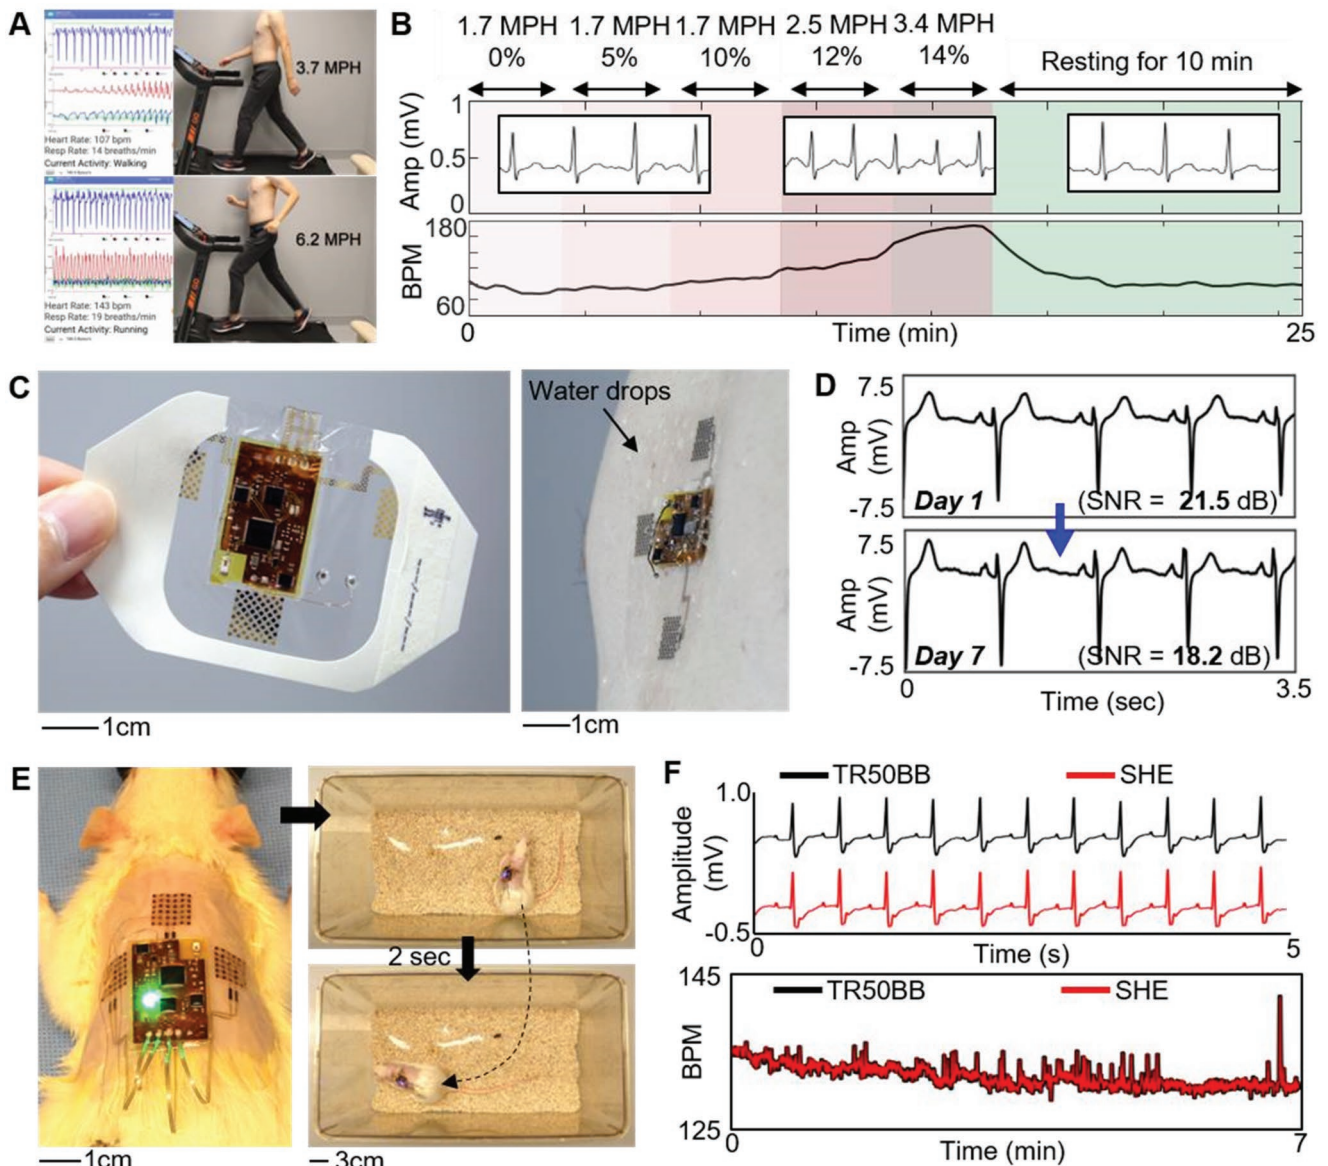 A
Heart Rate: 107 bpm
Resp Rate: 14 breaths/min
Current Activity: Walking
3.7 MPH
Heart Rate: 143 bpm
Resp Rate: 19 breaths/min
Current Activity: Running
6.2 MPH
B
1.7 MPH 1.7 MPH 1.7 MPH 2.5 MPH 3.4 MPH
0% 5% 10% 12% 14% Resting for 10 min
Amp (mV)
1
0.5
0
BPM
180
60
0 Time (min) 25
C
Water drops
1cm
1cm
D
Amp (mV)
7.5
-7.5
Day 1 (SNR = 21.5 dB)
Amp (mV)
7.5
-7.5
Day 7 (SNR = 18.2 dB)
0 Time (sec) 3.5
E
2 sec
1cm
3cm
F
TR50BB SHE
Amplitude (mV)
1.0
-0.5
0 Time (s) 5
TR50BB SHE
BPM
145
125
0 Time (min) 7